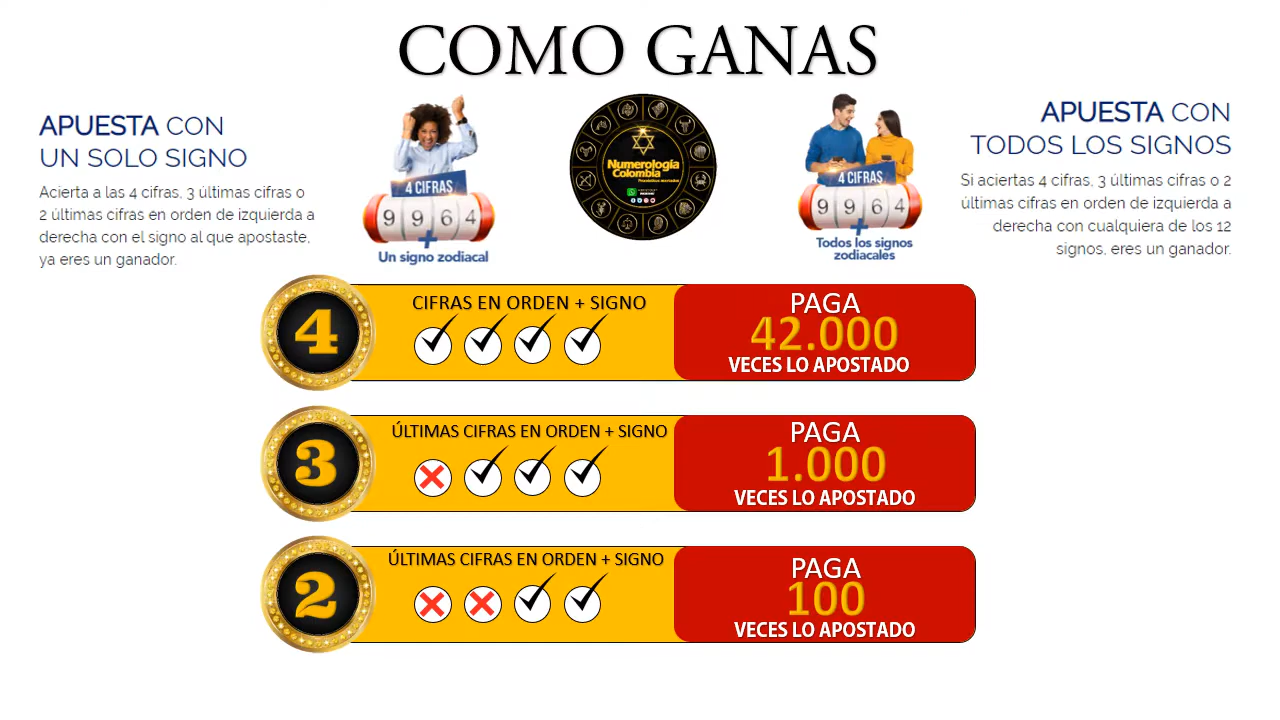 COMO GANAS
APUESTA CON
UN SOLO SIGNO
Acierta a las 4 cifras, 3 últimas cifras o
2 últimas cifras en orden de izquierda a
derecha con el signo al que apostaste,
ya eres un ganador.
4 CIFRAS
9 9 6 4
+
Un signo zodiacal
Numerología
Colombia
4 CIFRAS
9 9 6 4
+
Todos los signos
zodiacales
APUESTA CON
TODOS LOS SIGNOS
Si aciertas 4 cifras, 3 últimas cifras o 2
últimas cifras en orden de izquierda a
derecha con cualquiera de los 12
signos, eres un ganador.
4
CIFRAS EN ORDEN + SIGNO
PAGA
42.000
VECES LO APOSTADO
3
ÚLTIMAS CIFRAS EN ORDEN + SIGNO
PAGA
1.000
VECES LO APOSTADO
2
ÚLTIMAS CIFRAS EN ORDEN + SIGNO
PAGA
100
VECES LO APOSTADO